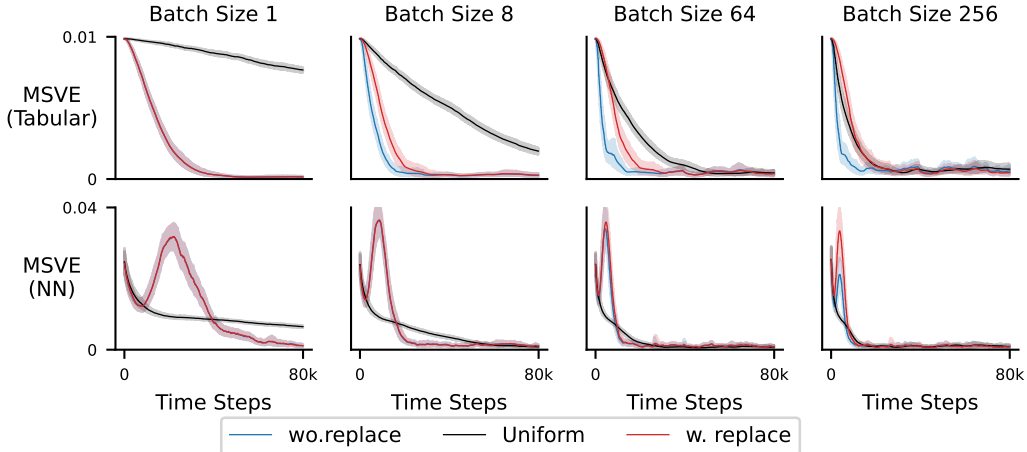 Batch Size 1
Batch Size 8
Batch Size 64
Batch Size 256
0.01
MSVE
(Tabular)
0
0.04
MSVE
(NN)
0
0
80k
0
80k
0
80k
0
80k
Time Steps
Time Steps
Time Steps
Time Steps
wo.replace
Uniform
w. replace